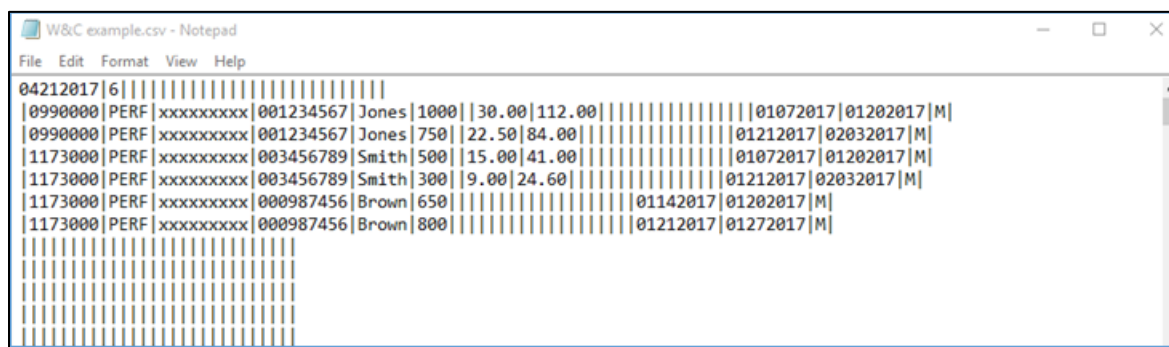 W&C example.csv - Notepad
File Edit Format View Help
04212017|6|||||||||||||||||||||||||||
|0990000|PERF|xxxxxxxxx|001234567|Jones|1000||30.00|112.00||||||||||||||||01072017|01202017|M|
|0990000|PERF|xxxxxxxxx|001234567|Jones|750||22.50|84.00||||||||||||||||01212017|02032017|M|
|1173000|PERF|xxxxxxxxx|003456789|Smith|500||15.00|41.00||||||||||||||||01072017|01202017|M|
|1173000|PERF|xxxxxxxxx|003456789|Smith|300||9.00|24.60||||||||||||||||01212017|02032017|M|
|1173000|PERF|xxxxxxxxx|000987456|Brown|650|||||||||||||||||||01142017|01202017|M|
|1173000|PERF|xxxxxxxxx|000987456|Brown|800|||||||||||||||||||01212017|01272017|M|
||||||||||||||||||||||||||||
||||||||||||||||||||||||||||
||||||||||||||||||||||||||||
||||||||||||||||||||||||||||
||||||||||||||||||||||||||||